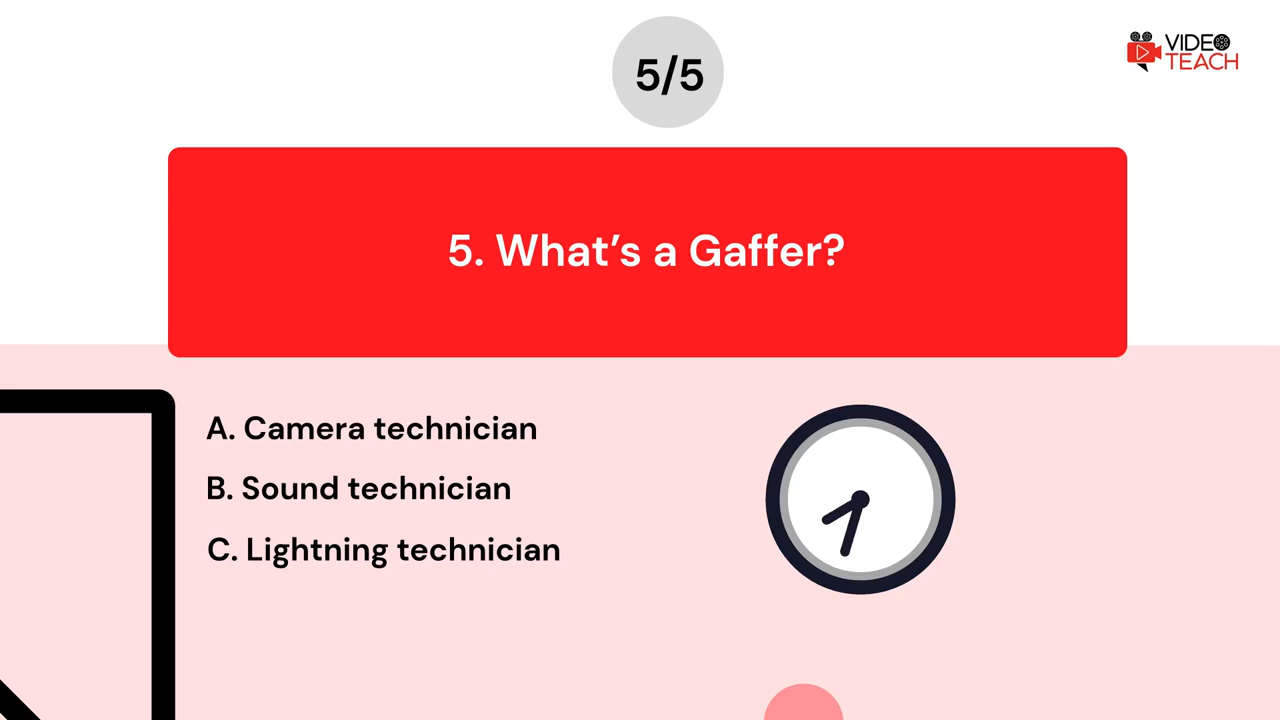 5/5
VIDEO
TEACH
5. What’s a Gaffer?
A. Camera technician
B. Sound technician
C. Lightning technician